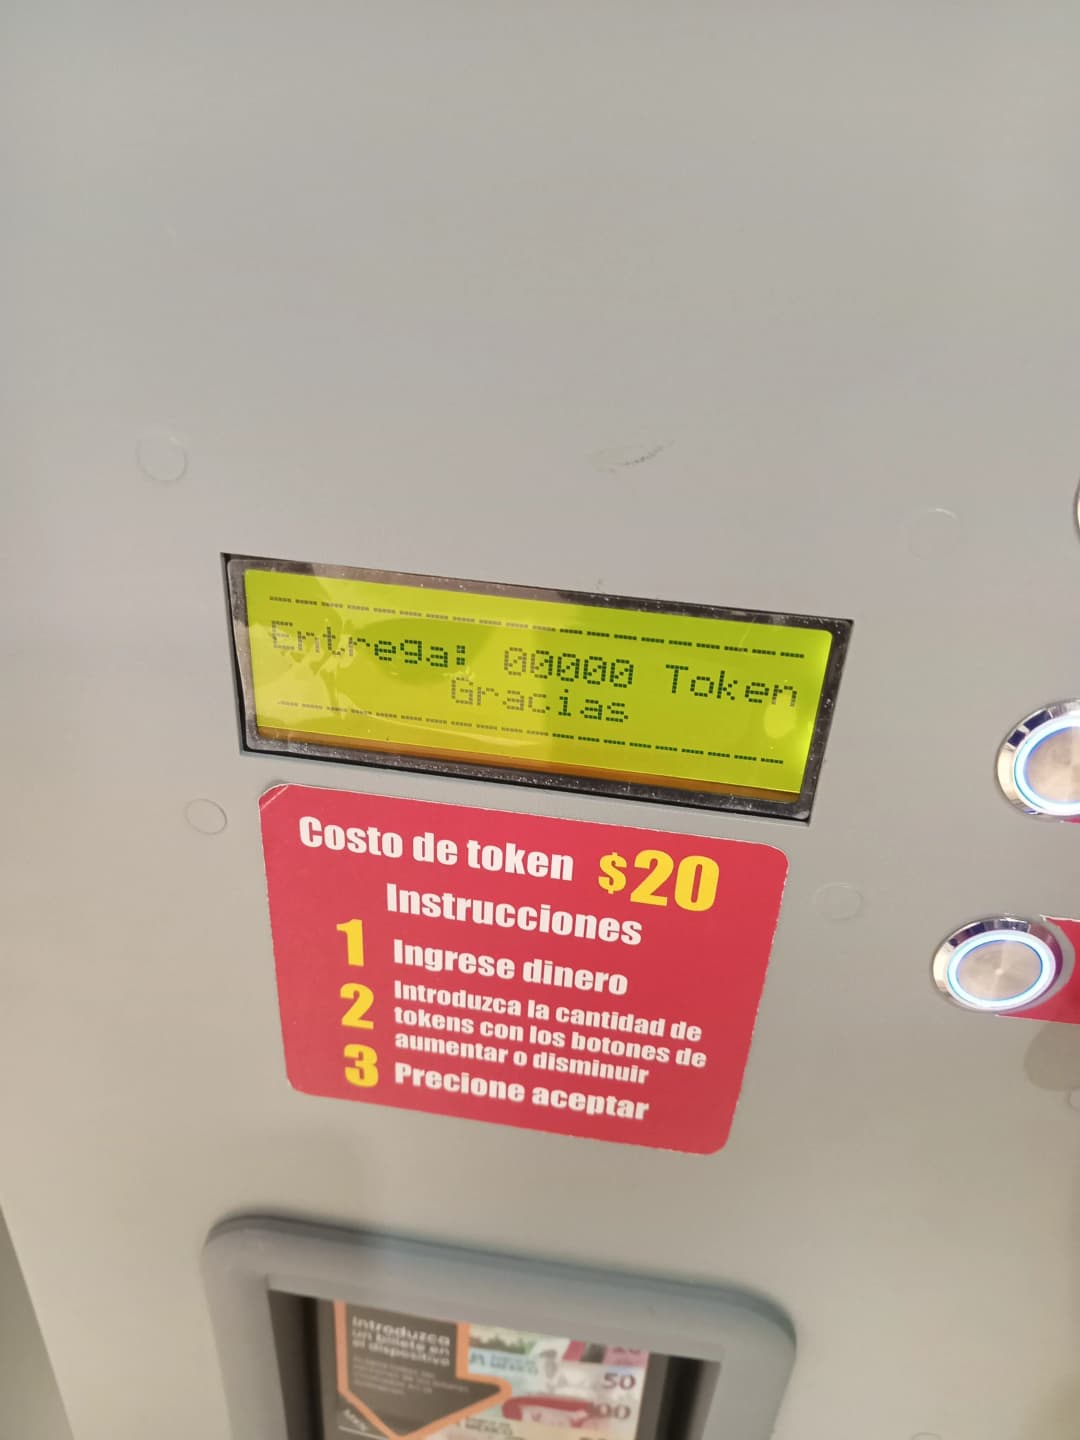 Entrega: 00000 Token
Gracias
Costo de token $20
Instrucciones
1 Ingrese dinero
2 Introduzca la cantidad de
tokens con los botones de
aumentar o disminuir
3 Precione aceptar
Introduzca
un billete en
el dispositivo
50